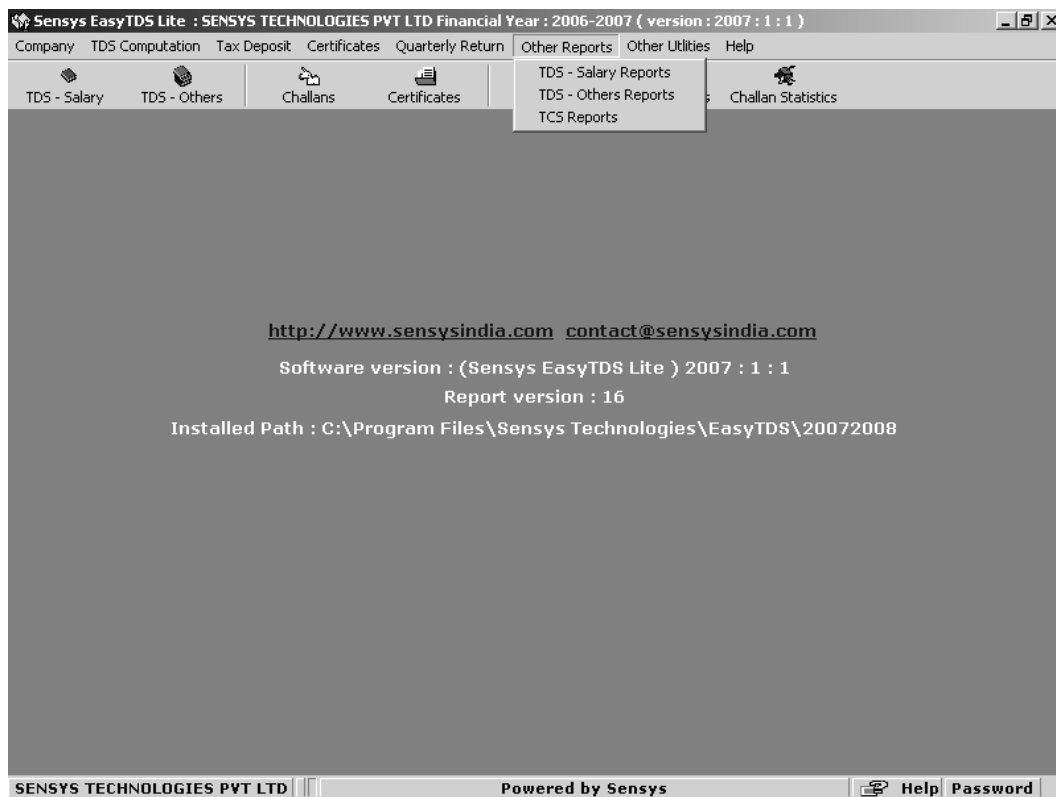 Sensys EasyTDS Lite : SENSYS TECHNOLOGIES PVT LTD Financial Year : 2006-2007 ( version : 2007 : 1 : 1 )
Company TDS Computation Tax Deposit Certificates Quarterly Return Other Reports Other Utlities Help
TDS - Salary Reports
TDS - Others Reports
TCS Reports
TDS - Salary TDS - Others Challans Certificates Challan Statistics
http://www.sensysindia.com contact@sensysindia.com
Software version : (Sensys EasyTDS Lite ) 2007 : 1 : 1
Report version : 16
Installed Path : C:\Program Files\Sensys Technologies\EasyTDS\20072008
SENSYS TECHNOLOGIES PVT LTD Powered by Sensys Help Password